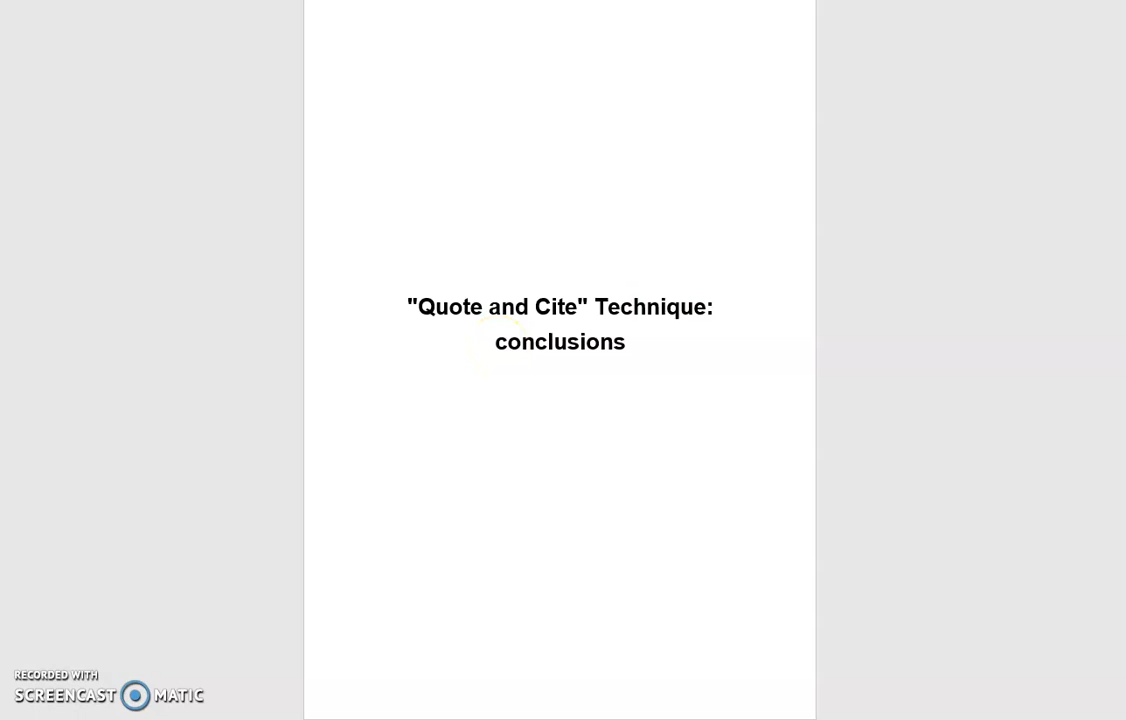 "Quote and Cite" Technique:
conclusions
RECORDED WITH
SCREENCAST MATIC